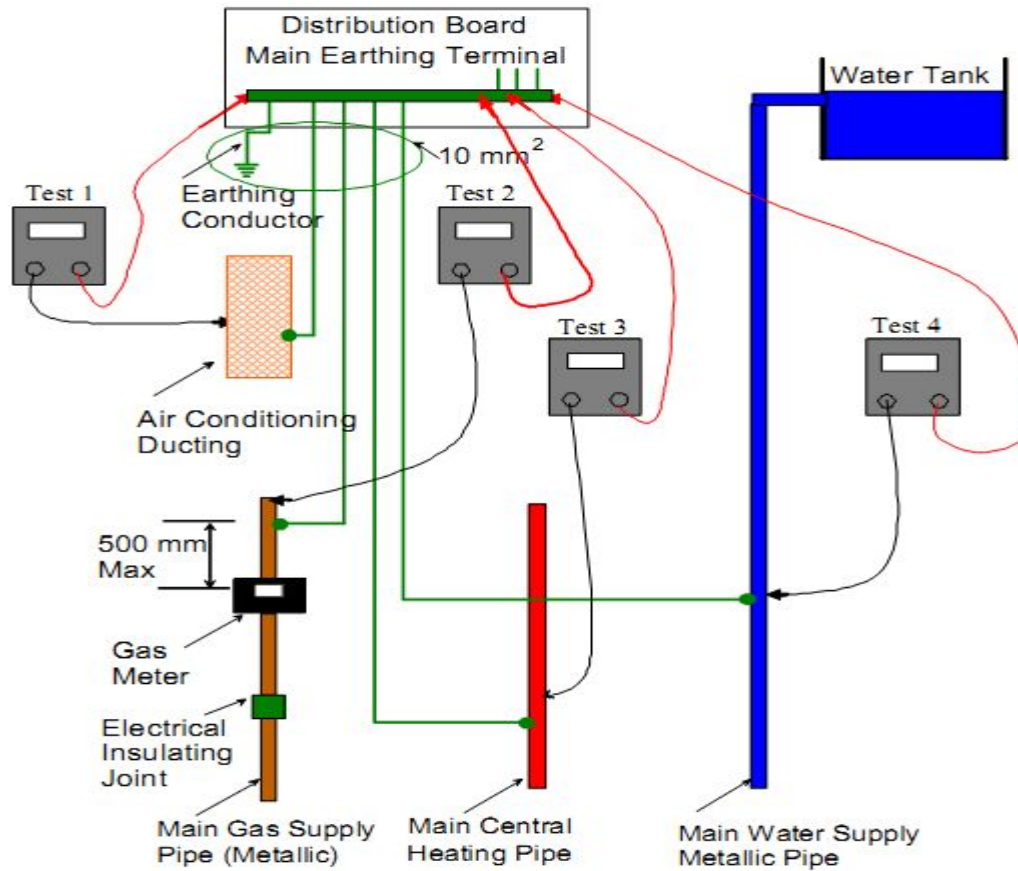 Distribution Board
Main Earthing Terminal
Water Tank
10 mm²
Test 1
Earthing
Conductor
Test 2
Test 3
Test 4
Air Conditioning
Ducting
500 mm
Max
Gas
Meter
Electrical
Insulating
Joint
Main Gas Supply
Pipe (Metallic)
Main Central
Heating Pipe
Main Water Supply
Metallic Pipe